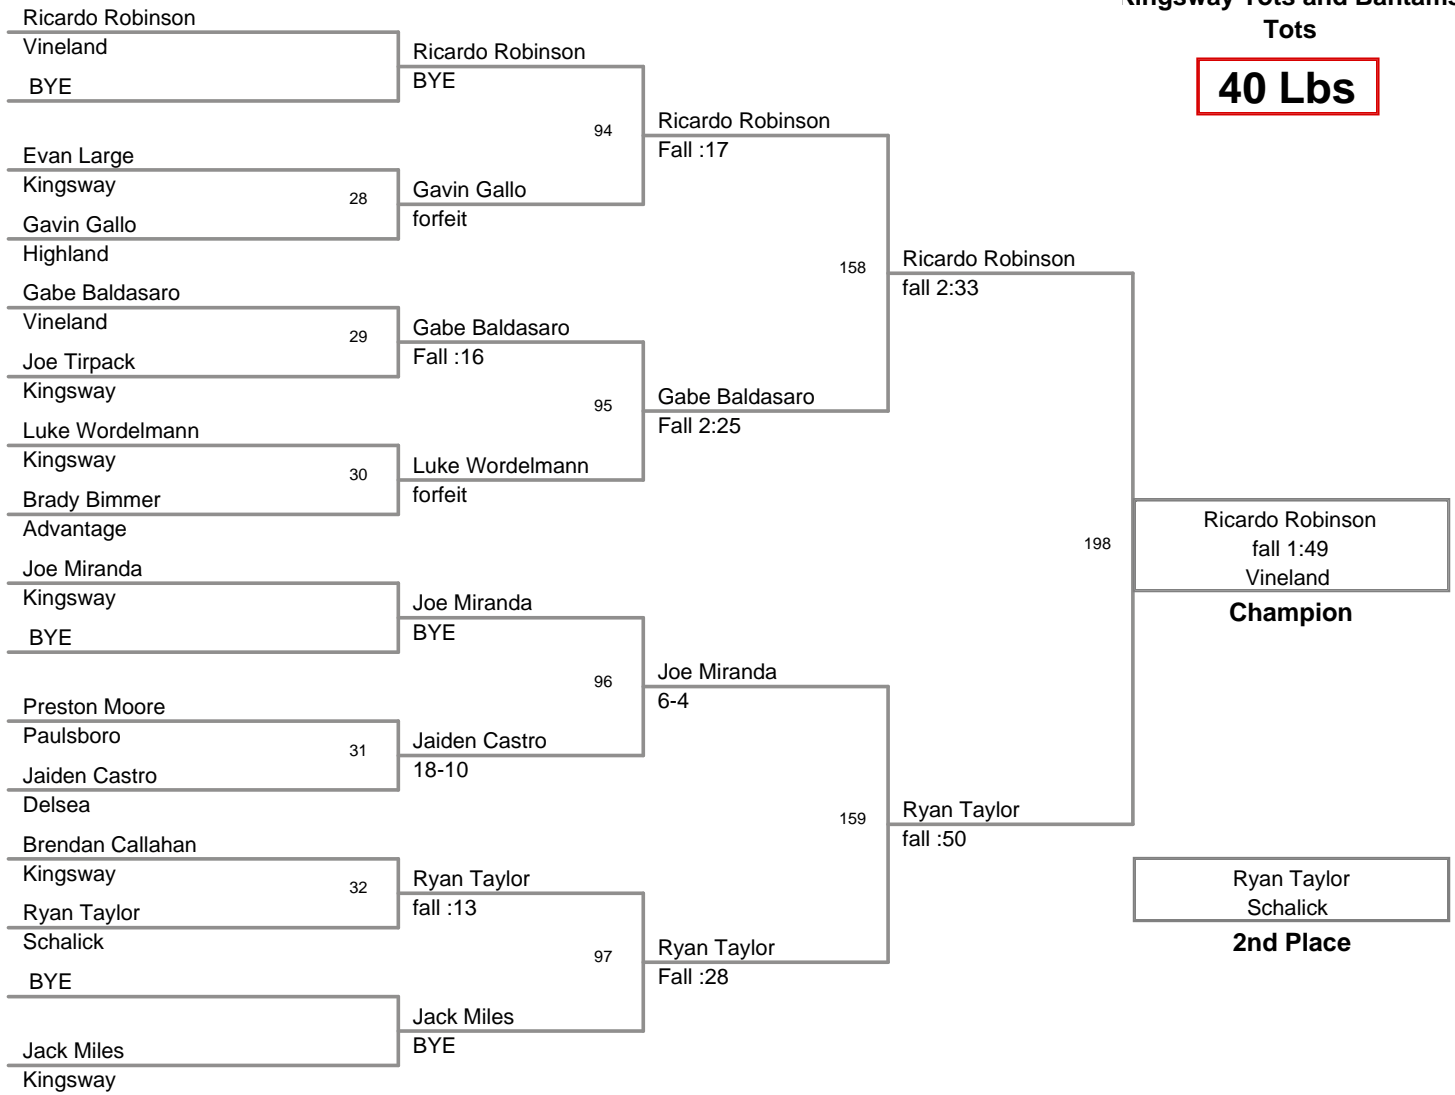 Kingsway Tots and Bantams
Tots
40 Lbs
Ricardo Robinson
Vineland
BYE
Evan Large
Kingsway
28
Gavin Gallo
Highland
Gabe Baldasaro
Vineland
29
Joe Tirpack
Kingsway
Luke Wordelmann
Kingsway
30
Brady Bimmer
Advantage
Joe Miranda
Kingsway
BYE
Preston Moore
Paulsboro
31
Jaiden Castro
Delsea
Brendan Callahan
Kingsway
32
Ryan Taylor
Schalick
BYE
Jack Miles
Kingsway
Ricardo Robinson
BYE
94
Gavin Gallo
forfeit
Gabe Baldasaro
Fall :16
95
Luke Wordelmann
forfeit
Joe Miranda
BYE
96
Jaiden Castro
18-10
Ryan Taylor
fall :13
97
Jack Miles
BYE
Ricardo Robinson
Fall :17
158
Gabe Baldasaro
Fall 2:25
Joe Miranda
6-4
159
Ryan Taylor
Fall :28
Ricardo Robinson
fall 2:33
198
Ryan Taylor
fall :50
Ricardo Robinson
fall 1:49
Vineland
Champion
Ryan Taylor
Schalick
2nd Place